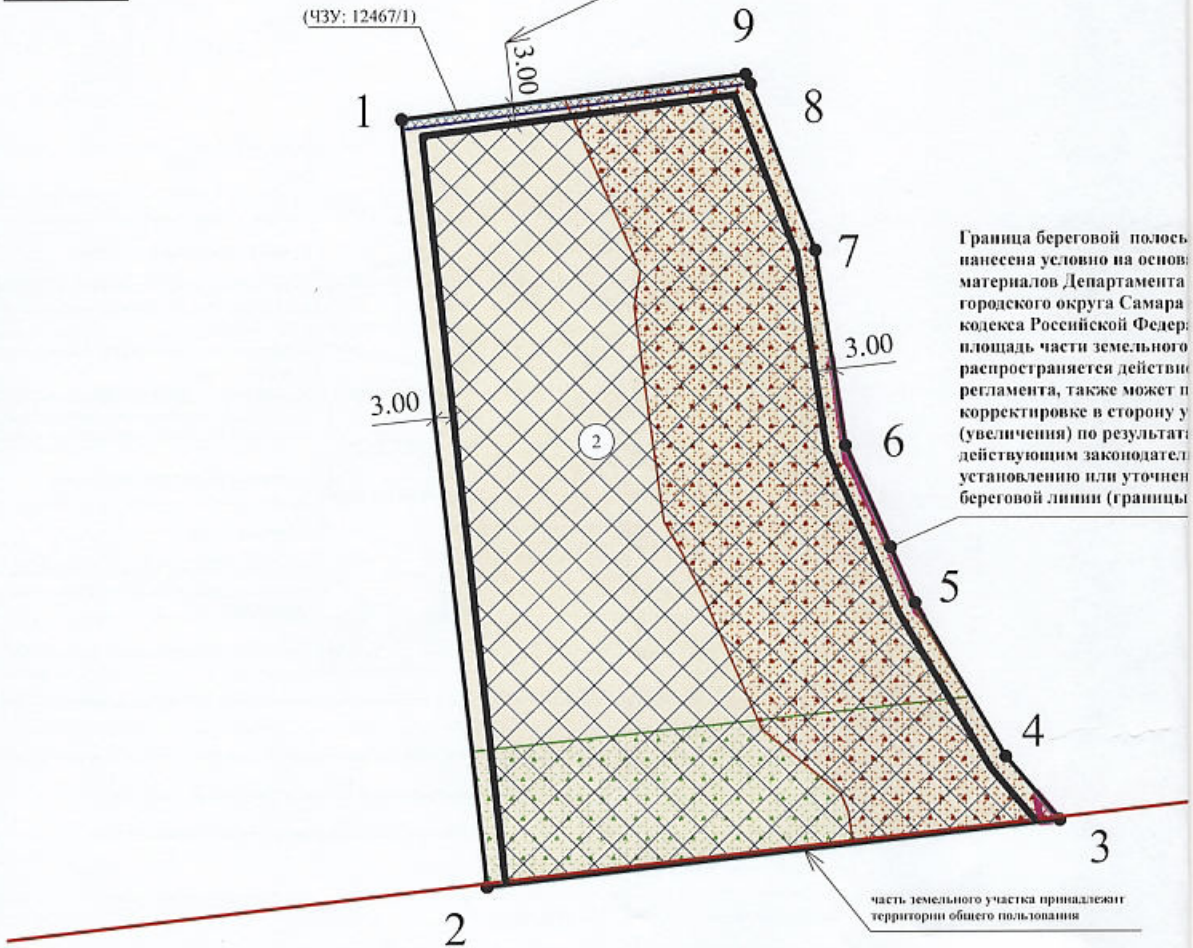 (ЧЗУ: 12467/1)
3.00
9
1
8
7
Граница береговой полосы
нанесена условно на основ
материалов Департамента
городского округа Самара
кодекса Российской Федер
площадь части земельного
распространяется действи
регламента, также может п
корректировке в сторону у
(увеличения) по результат
действующим законодател
установлению или уточнен
береговой линии (границы
3.00
3.00
6
2
5
4
3
часть земельного участка принадлежит
территории общего пользования
2